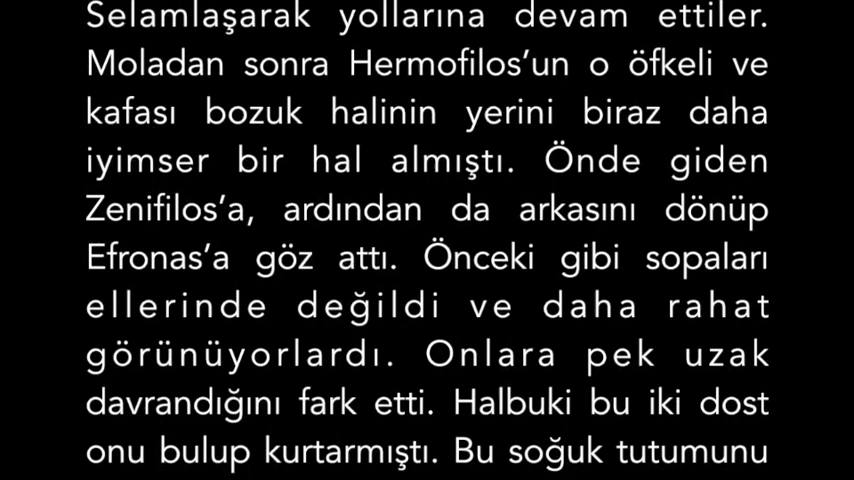 Selamlaşarak yollarına devam ettiler.
Moladan sonra Hermofilos’un o öfkeli ve
kafası bozuk halinin yerini biraz daha
iyimser bir hal almıştı. Önde giden
Zenifilos’a, ardından da arkasını dönüp
Efronas’a göz attı. Önceki gibi sopaları
ellerinde değildi ve daha rahat
görünüyorlardı. Onlara pek uzak
davrandığını fark etti. Halbuki bu iki dost
onu bulup kurtarmıştı. Bu soğuk tutumunu